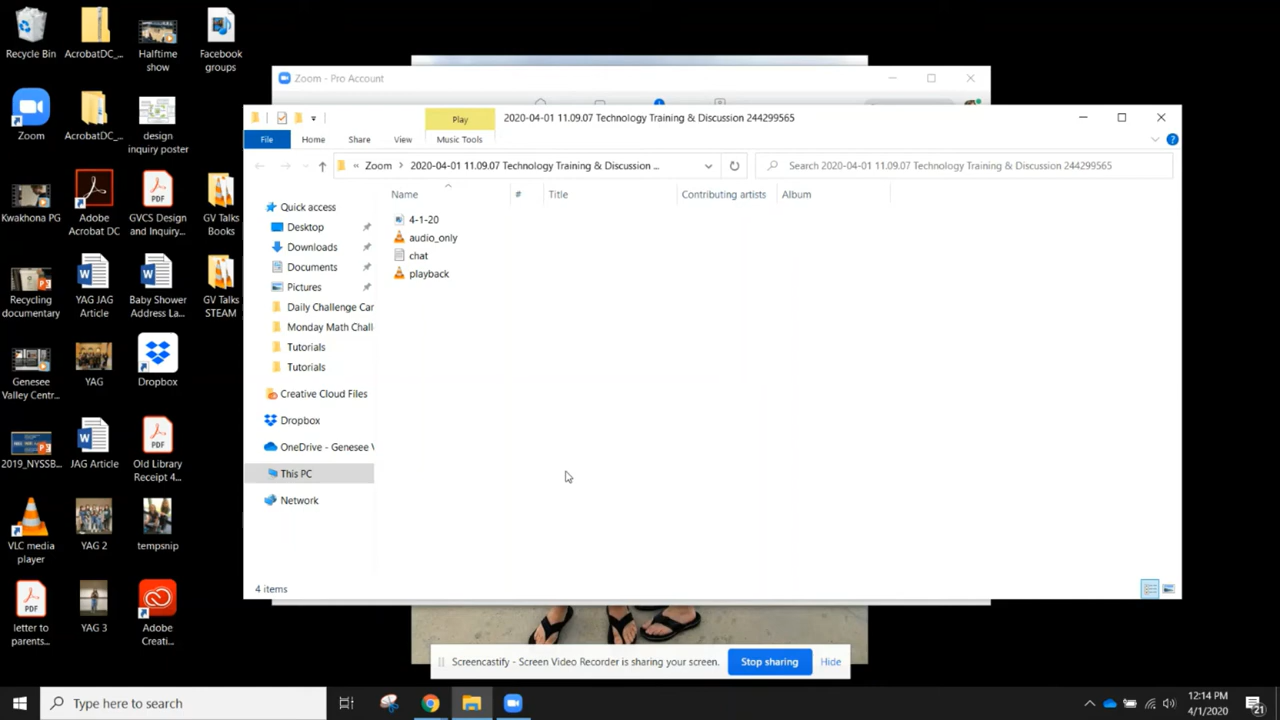 Recycle Bin
AcrobatDC_...
Halftime
show
Facebook
groups
Zoom
AcrobatDC_...
design
inquiry poster
Kwakhona PG
Adobe
Acrobat DC
GVCS Design
and Inquiry...
GV Talks
Books
Recycling
documentary
YAG JAG
Article
Baby Shower
Address La...
GV Talks
STEAM
Genesee
Valley Centr...
YAG
Dropbox
2019_NYSSB...
JAG Article
Old Library
Receipt 4...
VLC media
player
YAG 2
tempsnip
letter to
parents...
YAG 3
Adobe
Creati...
Zoom - Pro Account
Play
2020-04-01 11.09.07 Technology Training & Discussion 244299565
File
Home
Share
View
Music Tools
« Zoom › 2020-04-01 11.09.07 Technology Training & Discussion ...
Search 2020-04-01 11.09.07 Technology Training & Discussion 244299565
Name
#
Title
Contributing artists
Album
Quick access
Desktop
Downloads
Documents
Pictures
Daily Challenge Car
Monday Math Chall
Tutorials
Tutorials
Creative Cloud Files
Dropbox
OneDrive - Genesee V
This PC
Network
4-1-20
audio_only
chat
playback
4 items
Screencastify - Screen Video Recorder is sharing your screen.
Stop sharing
Hide
Type here to search
12:14 PM
4/1/2020
21